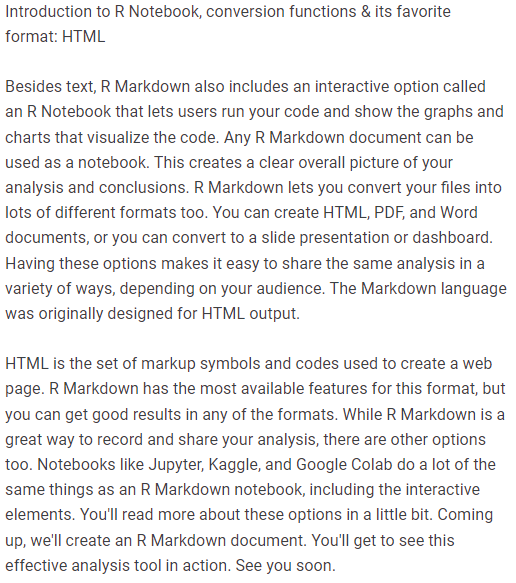 Introduction to R Notebook, conversion functions & its favorite
format: HTML
Besides text, R Markdown also includes an interactive option called
an R Notebook that lets users run your code and show the graphs and
charts that visualize the code. Any R Markdown document can be
used as a notebook. This creates a clear overall picture of your
analysis and conclusions. R Markdown lets you convert your files into
lots of different formats too. You can create HTML, PDF, and Word
documents, or you can convert to a slide presentation or dashboard.
Having these options makes it easy to share the same analysis in a
variety of ways, depending on your audience. The Markdown language
was originally designed for HTML output.
HTML is the set of markup symbols and codes used to create a web
page. R Markdown has the most available features for this format, but
you can get good results in any of the formats. While R Markdown is a
great way to record and share your analysis, there are other options
too. Notebooks like Jupyter, Kaggle, and Google Colab do a lot of the
same things as an R Markdown notebook, including the interactive
elements. You'll read more about these options in a little bit. Coming
up, we'll create an R Markdown document. You'll get to see this
effective analysis tool in action. See you soon.